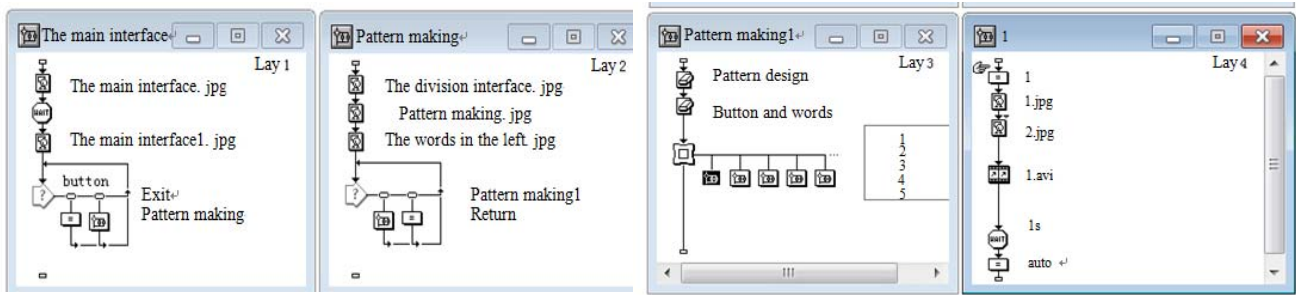 The main interface
Lay 1
The main interface. jpg
WAIT
The main interface1. jpg
button
?
Exit
Pattern making
=
Pattern making
Lay 2
The division interface. jpg
Pattern making. jpg
The words in the left. jpg
?
Pattern making1
Return
=
Pattern making1
Lay 3
Pattern design
Button and words
...
1
2
3
4
5
1
Lay 4
=
1
1.jpg
2.jpg
1.avi
1s
WAIT
=
auto